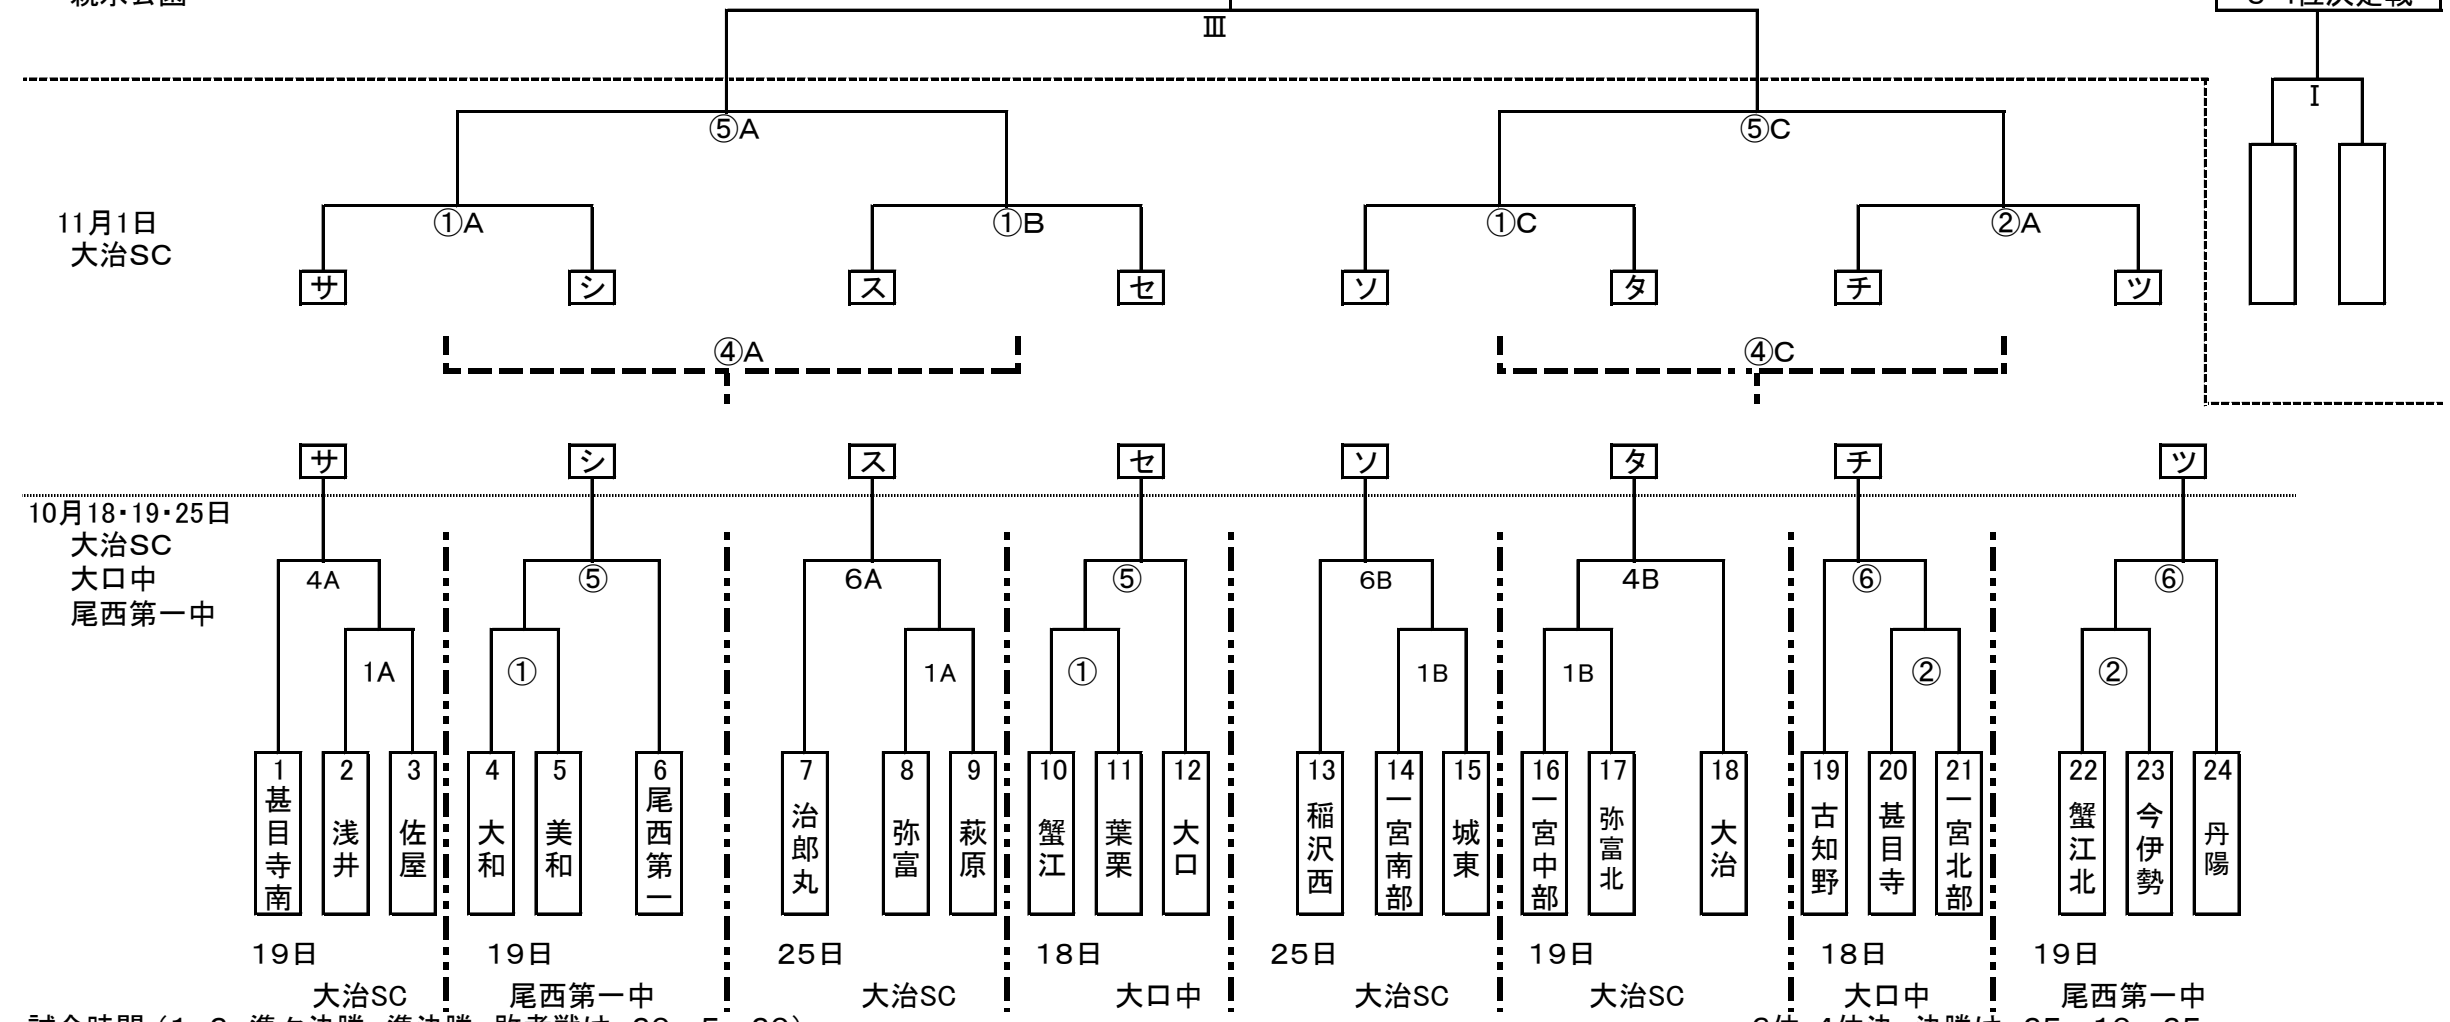 Ⅲ
Ⅰ
⑤A
⑤C
11月1日
大治SC
①A
①B
①C
②A
サ
シ
ス
セ
ソ
タ
チ
ツ
④A
④C
サ
シ
ス
セ
ソ
タ
チ
ツ
10月18・19・25日
大治SC
大口中
尾西第一中
4A
⑤
6A
⑤
6B
4B
⑥
⑥
1A
①
1A
①
1B
1B
②
②
1 甚目寺南
2 浅井
3 佐屋
4 大和
5 美和
6 尾西第一
7 治郎丸
8 弥富
9 萩原
10 蟹江
11 葉栗
12 大口
13 稲沢西
14 一宮南部
15 城東
16 一宮中部
17 弥富北
18 大治
19 古知野
20 甚目寺
21 一宮北部
22 蟹江北
23 今伊勢
24 丹陽
19日
19日
25日
18日
25日
19日
18日
19日
大治SC
尾西第一中
大治SC
大口中
大治SC
大治SC
大口中
尾西第一中